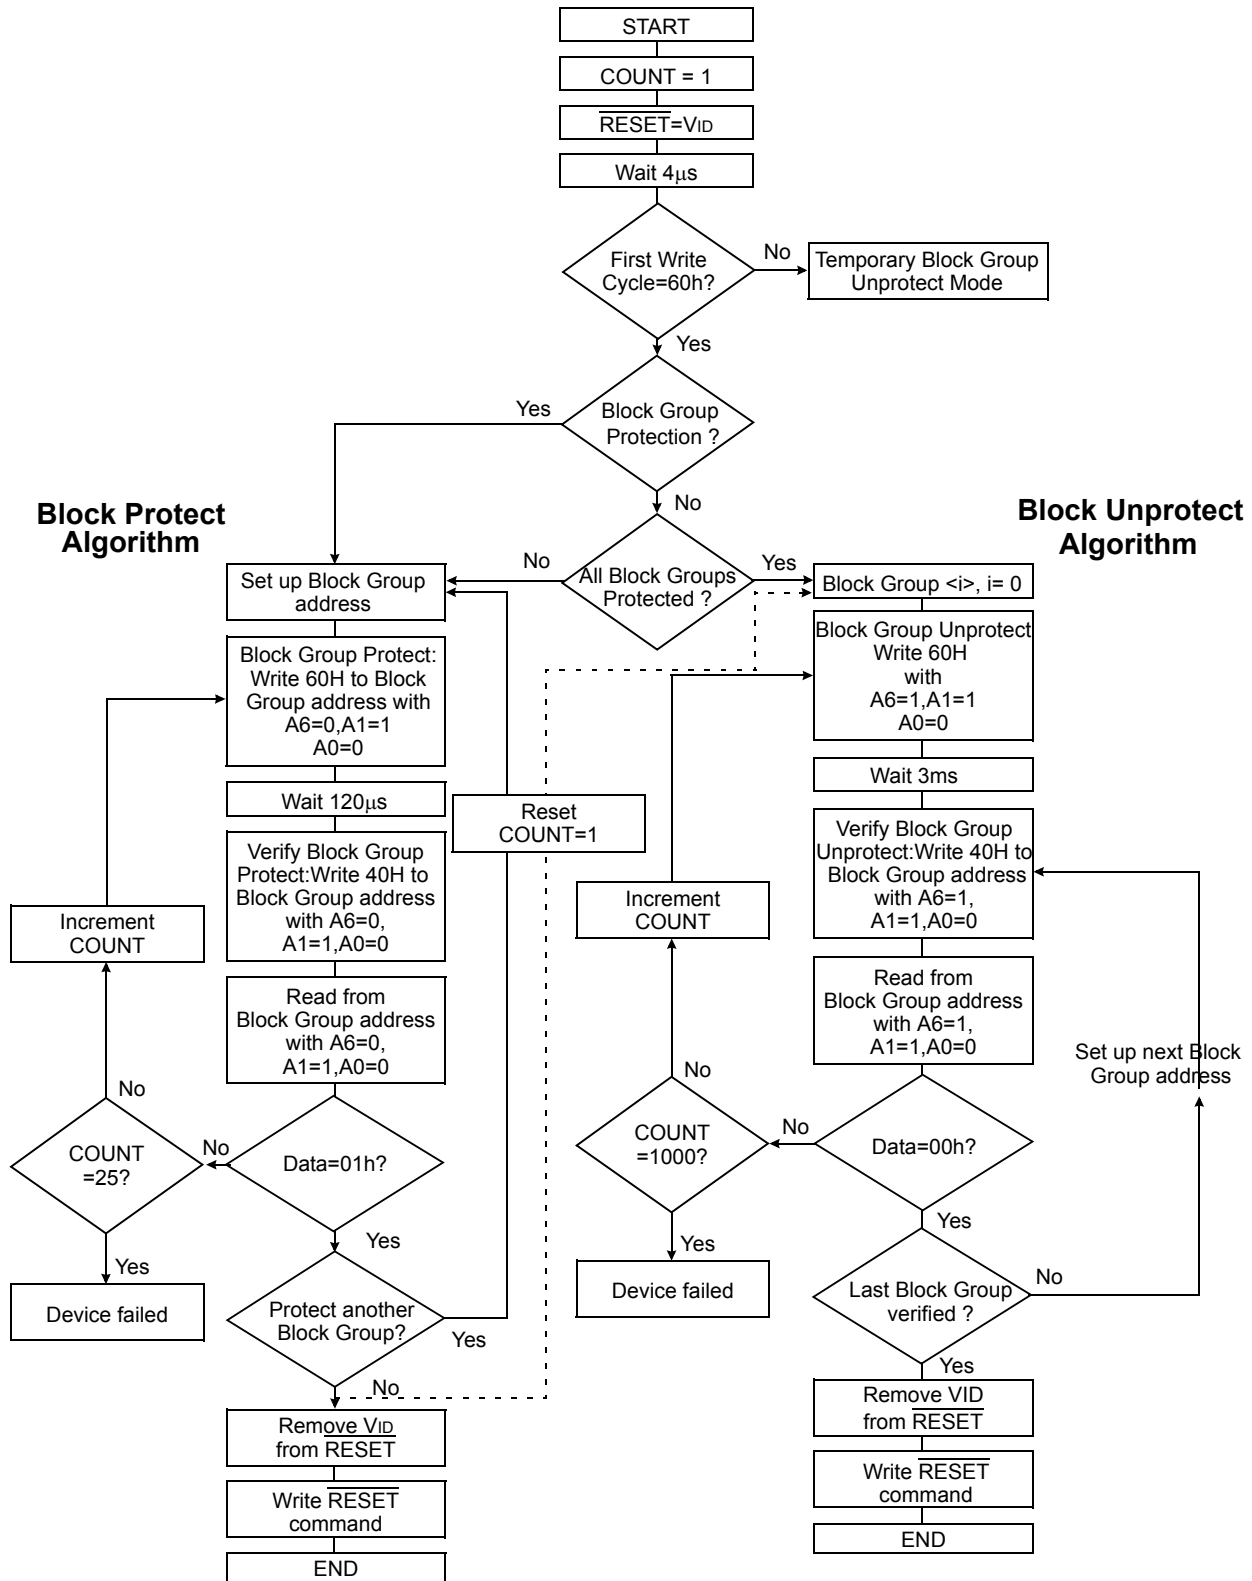 START
COUNT = 1
RESET=VID
Wait 4μs
First Write
Cycle=60h?
No
Temporary Block Group
Unprotect Mode
Yes
Block Group
Protection ?
Yes
No
Block Protect
Algorithm
Block Unprotect
Algorithm
All Block Groups
Protected ?
No
Yes
Set up Block Group
address
Block Group Protect:
Write 60H to Block
Group address with
A6=0,A1=1
A0=0
Wait 120μs
Reset
COUNT=1
Verify Block Group
Protect:Write 40H to
Block Group address
with A6=0,
A1=1,A0=0
Increment
COUNT
Read from
Block Group address
with A6=0,
A1=1,A0=0
No
COUNT
=25?
No
Data=01h?
Yes
Yes
Device failed
Protect another
Block Group?
Yes
No
Remove VID
from RESET
Write RESET
command
END
Block Group <i>, i= 0
Block Group Unprotect
Write 60H
with
A6=1,A1=1
A0=0
Wait 3ms
Verify Block Group
Unprotect:Write 40H to
Block Group address
with A6=1,
A1=1,A0=0
Increment
COUNT
Read from
Block Group address
with A6=1,
A1=1,A0=0
Set up next Block
Group address
No
COUNT
=1000?
No
Data=00h?
Yes
Yes
Device failed
Last Block Group
verified ?
No
Yes
Remove VID
from RESET
Write RESET
command
END